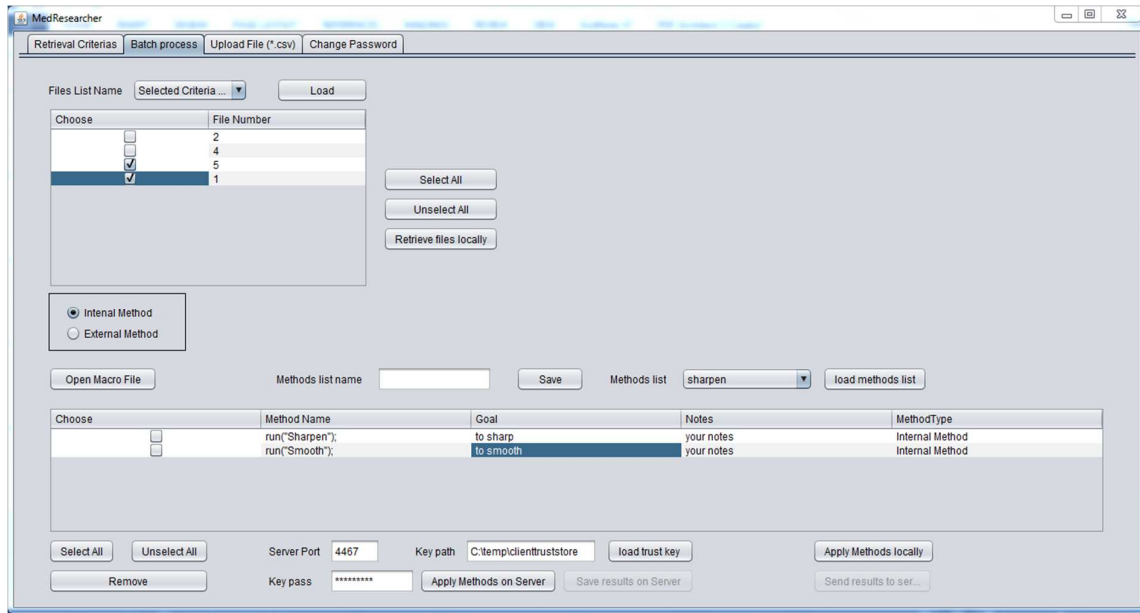 MedResearcher
Retrieval Criterias Batch process Upload File (*.csv) Change Password
Files List Name Selected Criteria ... Load
Choose File Number
2
4
5
1
Select All
Unselect All
Retrieve files locally
Intenal Method
External Method
Open Macro File Methods list name Save Methods list sharpen load methods list
Choose Method Name Goal Notes MethodType
run("Sharpen"); to sharp your notes Internal Method
run("Smooth"); to smooth your notes Internal Method
Select All Unselect All Server Port 4467 Key path C:\temp\clienttruststore load trust key Apply Methods locally
Remove Key pass ********* Apply Methods on Server Save results on Server Send results to ser...